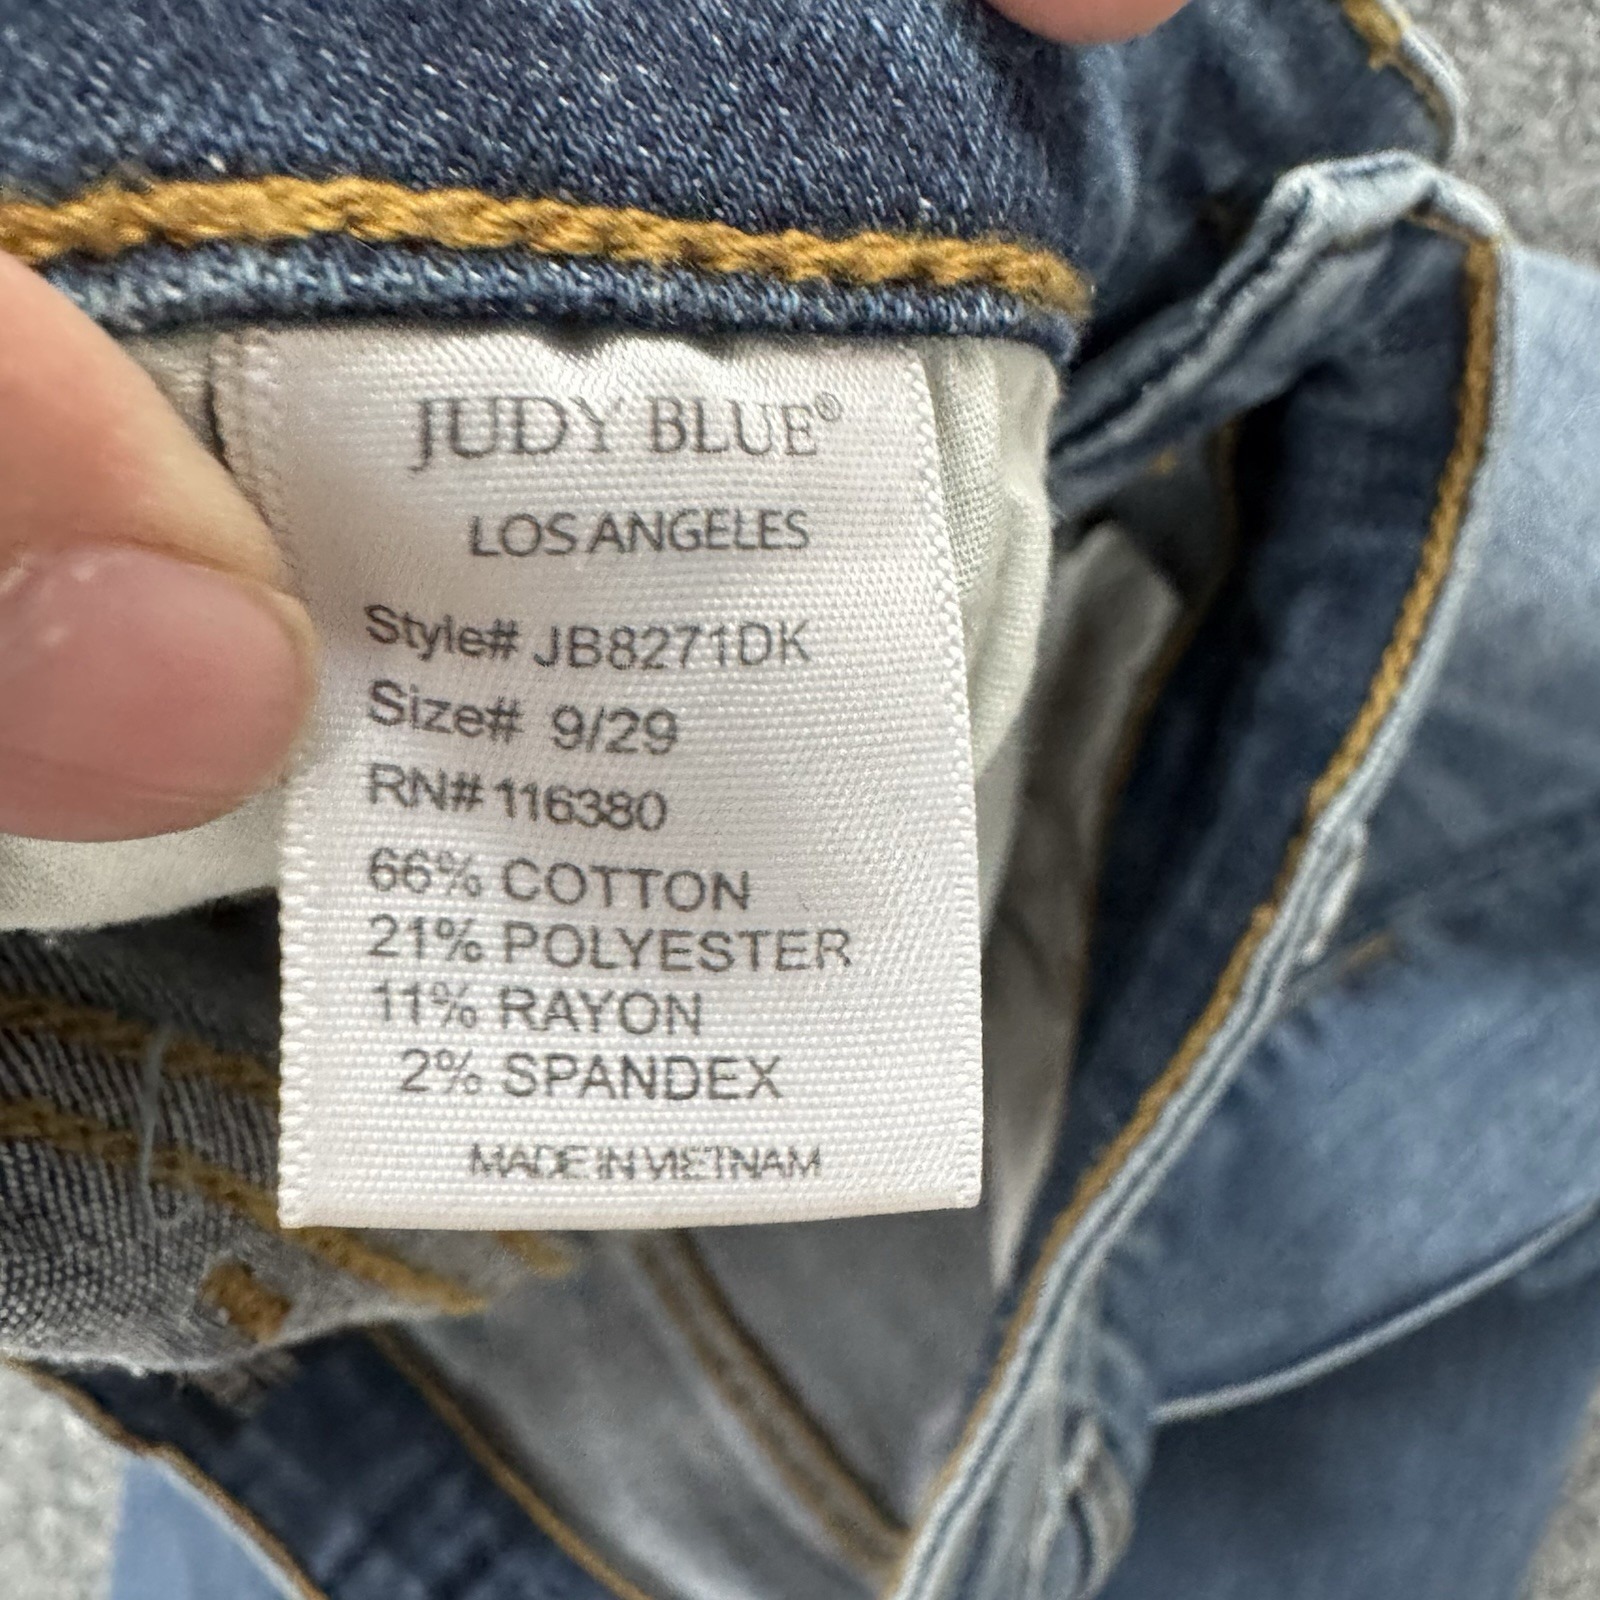 JUDY BLUE®
LOS ANGELES
Style# JB8271DK
Size# 9/29
RN# 116380
66% COTTON
21% POLYESTER
11% RAYON
2% SPANDEX
MADE IN VIETNAM